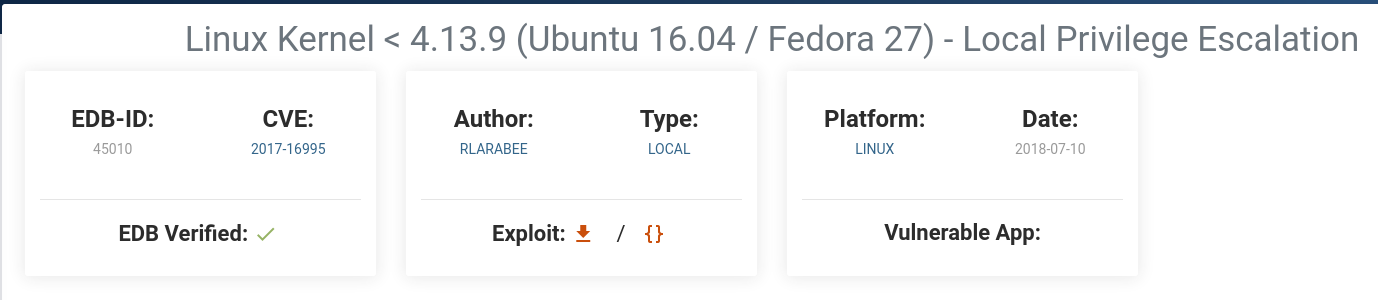 Linux Kernel < 4.13.9 (Ubuntu 16.04 / Fedora 27) - Local Privilege Escalation
EDB-ID: CVE: Author: Type: Platform: Date:
45010 2017-16995 RLARABEE LOCAL LINUX 2018-07-10
EDB Verified: ✓ Exploit: / {} Vulnerable App: